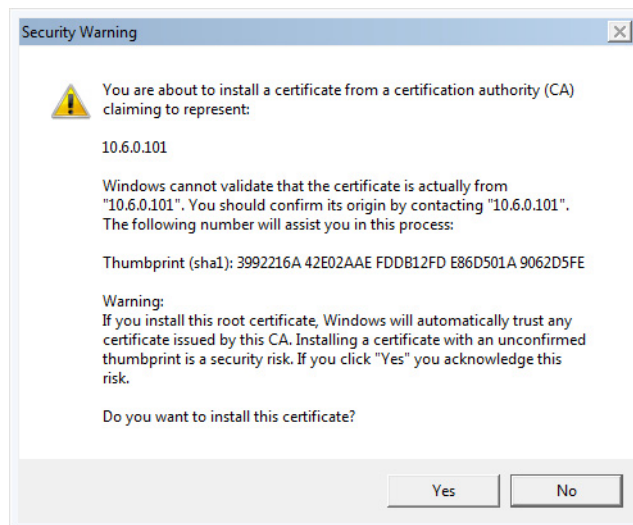 Security Warning
You are about to install a certificate from a certification authority (CA)
claiming to represent:
10.6.0.101
Windows cannot validate that the certificate is actually from
"10.6.0.101". You should confirm its origin by contacting "10.6.0.101".
The following number will assist you in this process:
Thumbprint (sha1): 3992216A 42E02AAE FDDB12FD E86D501A 9062D5FE
Warning:
If you install this root certificate, Windows will automatically trust any
certificate issued by this CA. Installing a certificate with an unconfirmed
thumbprint is a security risk. If you click "Yes" you acknowledge this
risk.
Do you want to install this certificate?
Yes
No